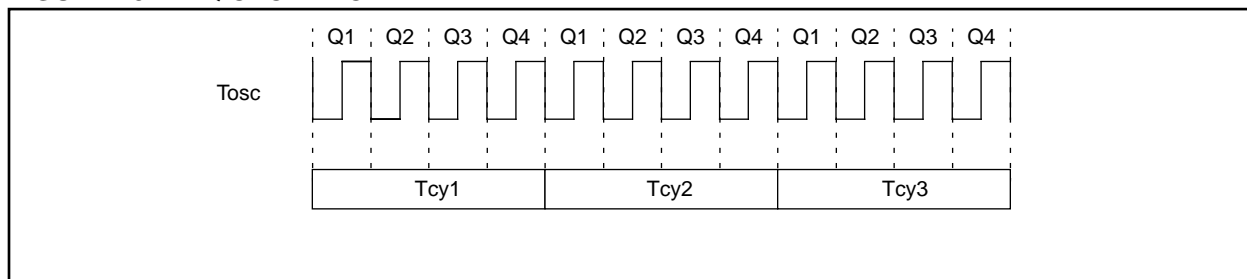 Q1 Q2 Q3 Q4 Q1 Q2 Q3 Q4 Q1 Q2 Q3 Q4
Tosc
Tcy1 Tcy2 Tcy3